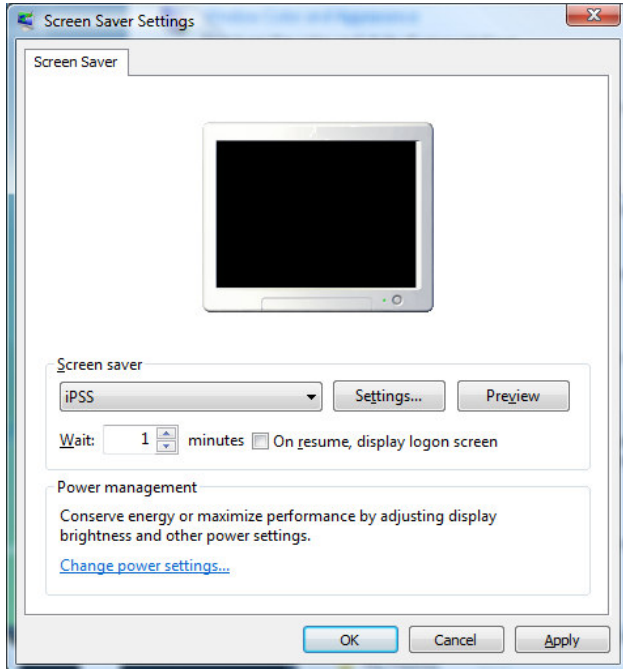 Screen Saver Settings
Screen Saver
Screen saver
iPSS
Settings...
Preview
Wait: 1 minutes On resume, display logon screen
Power management
Conserve energy or maximize performance by adjusting display
brightness and other power settings.
Change power settings...
OK Cancel Apply